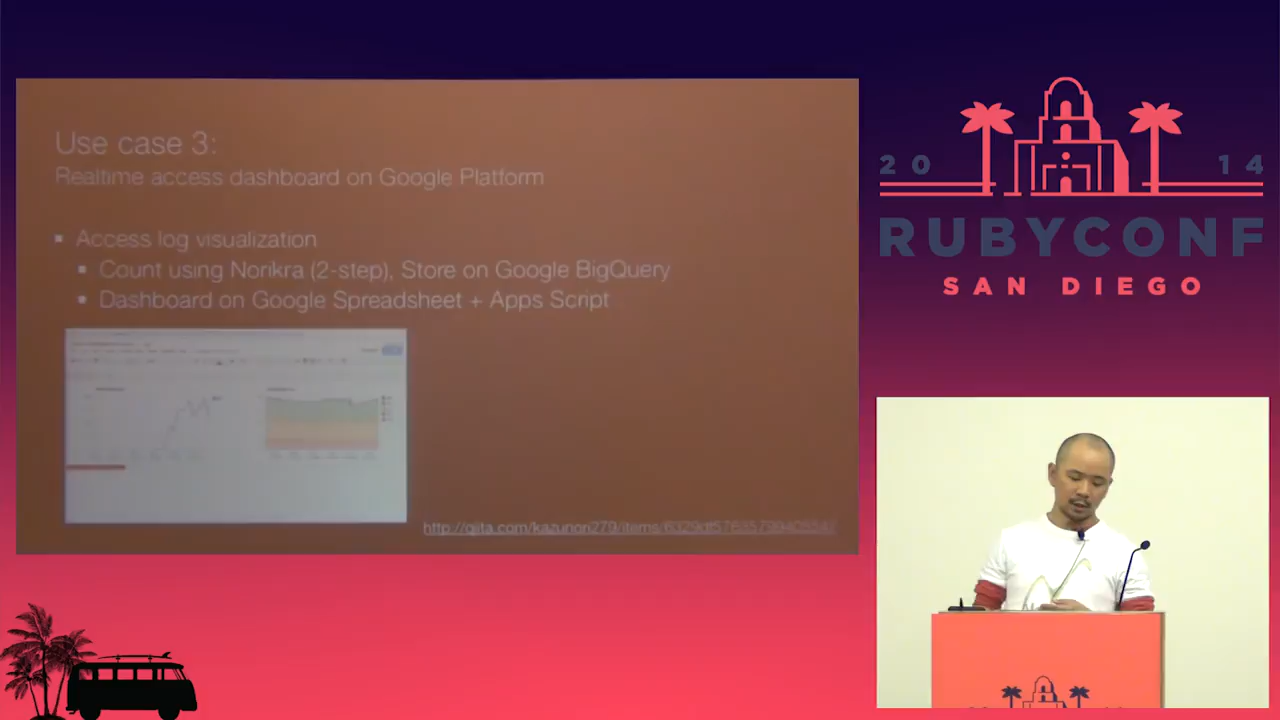 Use case 3:
Realtime access dashboard on Google Platform
Access log visualization
Count using Norikra (2-step), Store on Google BigQuery
Dashboard on Google Spreadsheet + Apps Script
20 14
RUBYCONF
SAN DIEGO